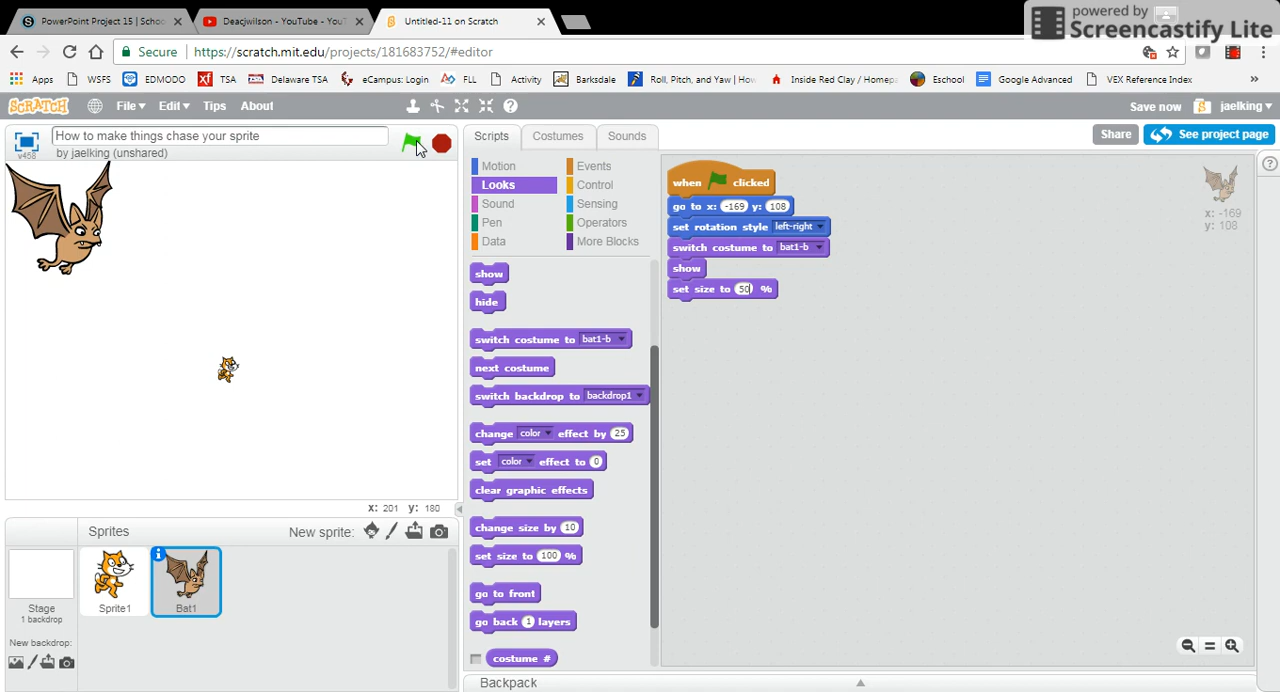 PowerPoint Project 15 | Schoo
Deacjwilson - YouTube - YouT
Untitled-11 on Scratch
powered by
Screencastify Lite
Secure
https://scratch.mit.edu/projects/181683752/#editor
Apps
WSFS
EDMODO
TSA
Delaware TSA
eCampus: Login
FLL
Activity
Barksdale
Roll, Pitch, and Yaw | How
Inside Red Clay / Homepa
Eschool
Google Advanced
VEX Reference Index
»
SCRATCH
File
Edit
Tips
About
Save now
jaelking
v458
How to make things chase your sprite
by jaelking (unshared)
Scripts
Costumes
Sounds
Share
See project page
Motion
Events
Looks
Control
Sound
Sensing
Pen
Operators
Data
More Blocks
show
hide
switch costume to bat1-b
next costume
switch backdrop to backdrop1
change color effect by 25
set color effect to 0
clear graphic effects
change size by 10
set size to 100 %
go to front
go back 1 layers
costume #
when clicked
go to x: -169 y: 108
set rotation style left-right
switch costume to bat1-b
show
set size to 50 %
x: -169
y: 108
x: 201 y: 180
Sprites
New sprite:
Stage
1 backdrop
New backdrop:
Sprite1
Bat1
Backpack